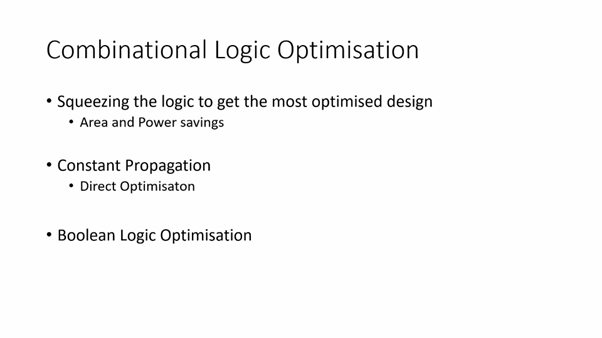 Combinational Logic Optimisation
• Squeezing the logic to get the most optimised design
• Area and Power savings
• Constant Propagation
• Direct Optimisaton
• Boolean Logic Optimisation